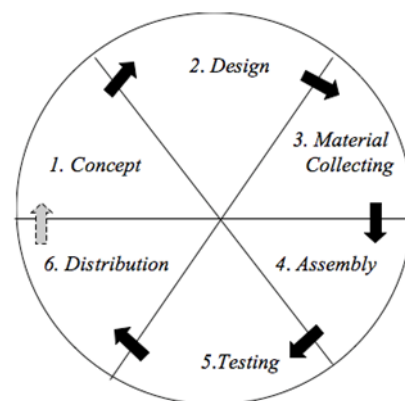 1. Concept
2. Design
3. Material
Collecting
4. Assembly
5.Testing
6. Distribution